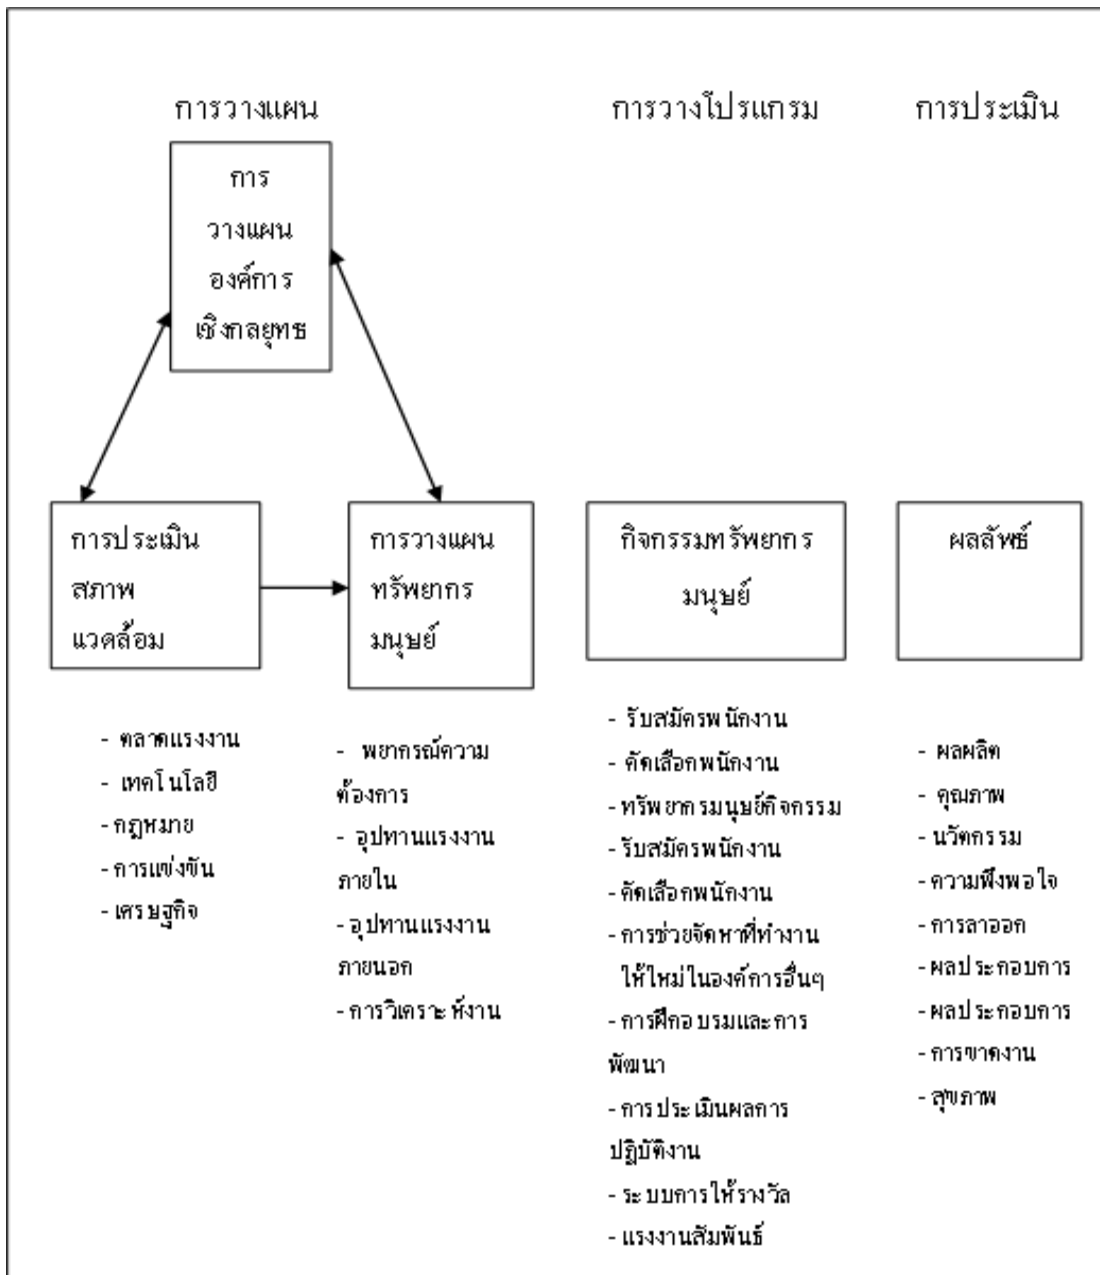 การวางแผน
การวางโปรแกรม
การประเมิน
การ
วางแผน
องค์การ
เชิงกลยุทธ
การประเมิน
สภาพ
แวดล้อม
การวางแผน
ทรัพยากร
มนุษย์
กิจกรรมทรัพยากร
มนุษย์
ผลลัพธ์
- ตลาดแรงงาน
- เทคโนโลยี
- กฎหมาย
- การแข่งขัน
- เศรษฐกิจ
- พยากรณ์ความ
ต้องการ
- อุปทานแรงงาน
ภายใน
- อุปทานแรงงาน
ภายนอก
- การวิเคราะห์งาน
- รับสมัครพนักงาน
- คัดเลือกพนักงาน
- ทรัพยากรมนุษย์กิจกรรม
- รับสมัครพนักงาน
- คัดเลือกพนักงาน
- การช่วยจัดหาที่ทำงาน
ให้ใหม่ในองค์การอื่นๆ
- การฝึกอบรมและการ
พัฒนา
- การประเมินผลการ
ปฏิบัติงาน
- ระบบการให้รางวัล
- แรงงานสัมพันธ์
- ผลผลิต
- คุณภาพ
- นวัตกรรม
- ความพึงพอใจ
- การลาออก
- ผลประกอบการ
- ผลประกอบการ
- การขาดงาน
- สุขภาพ